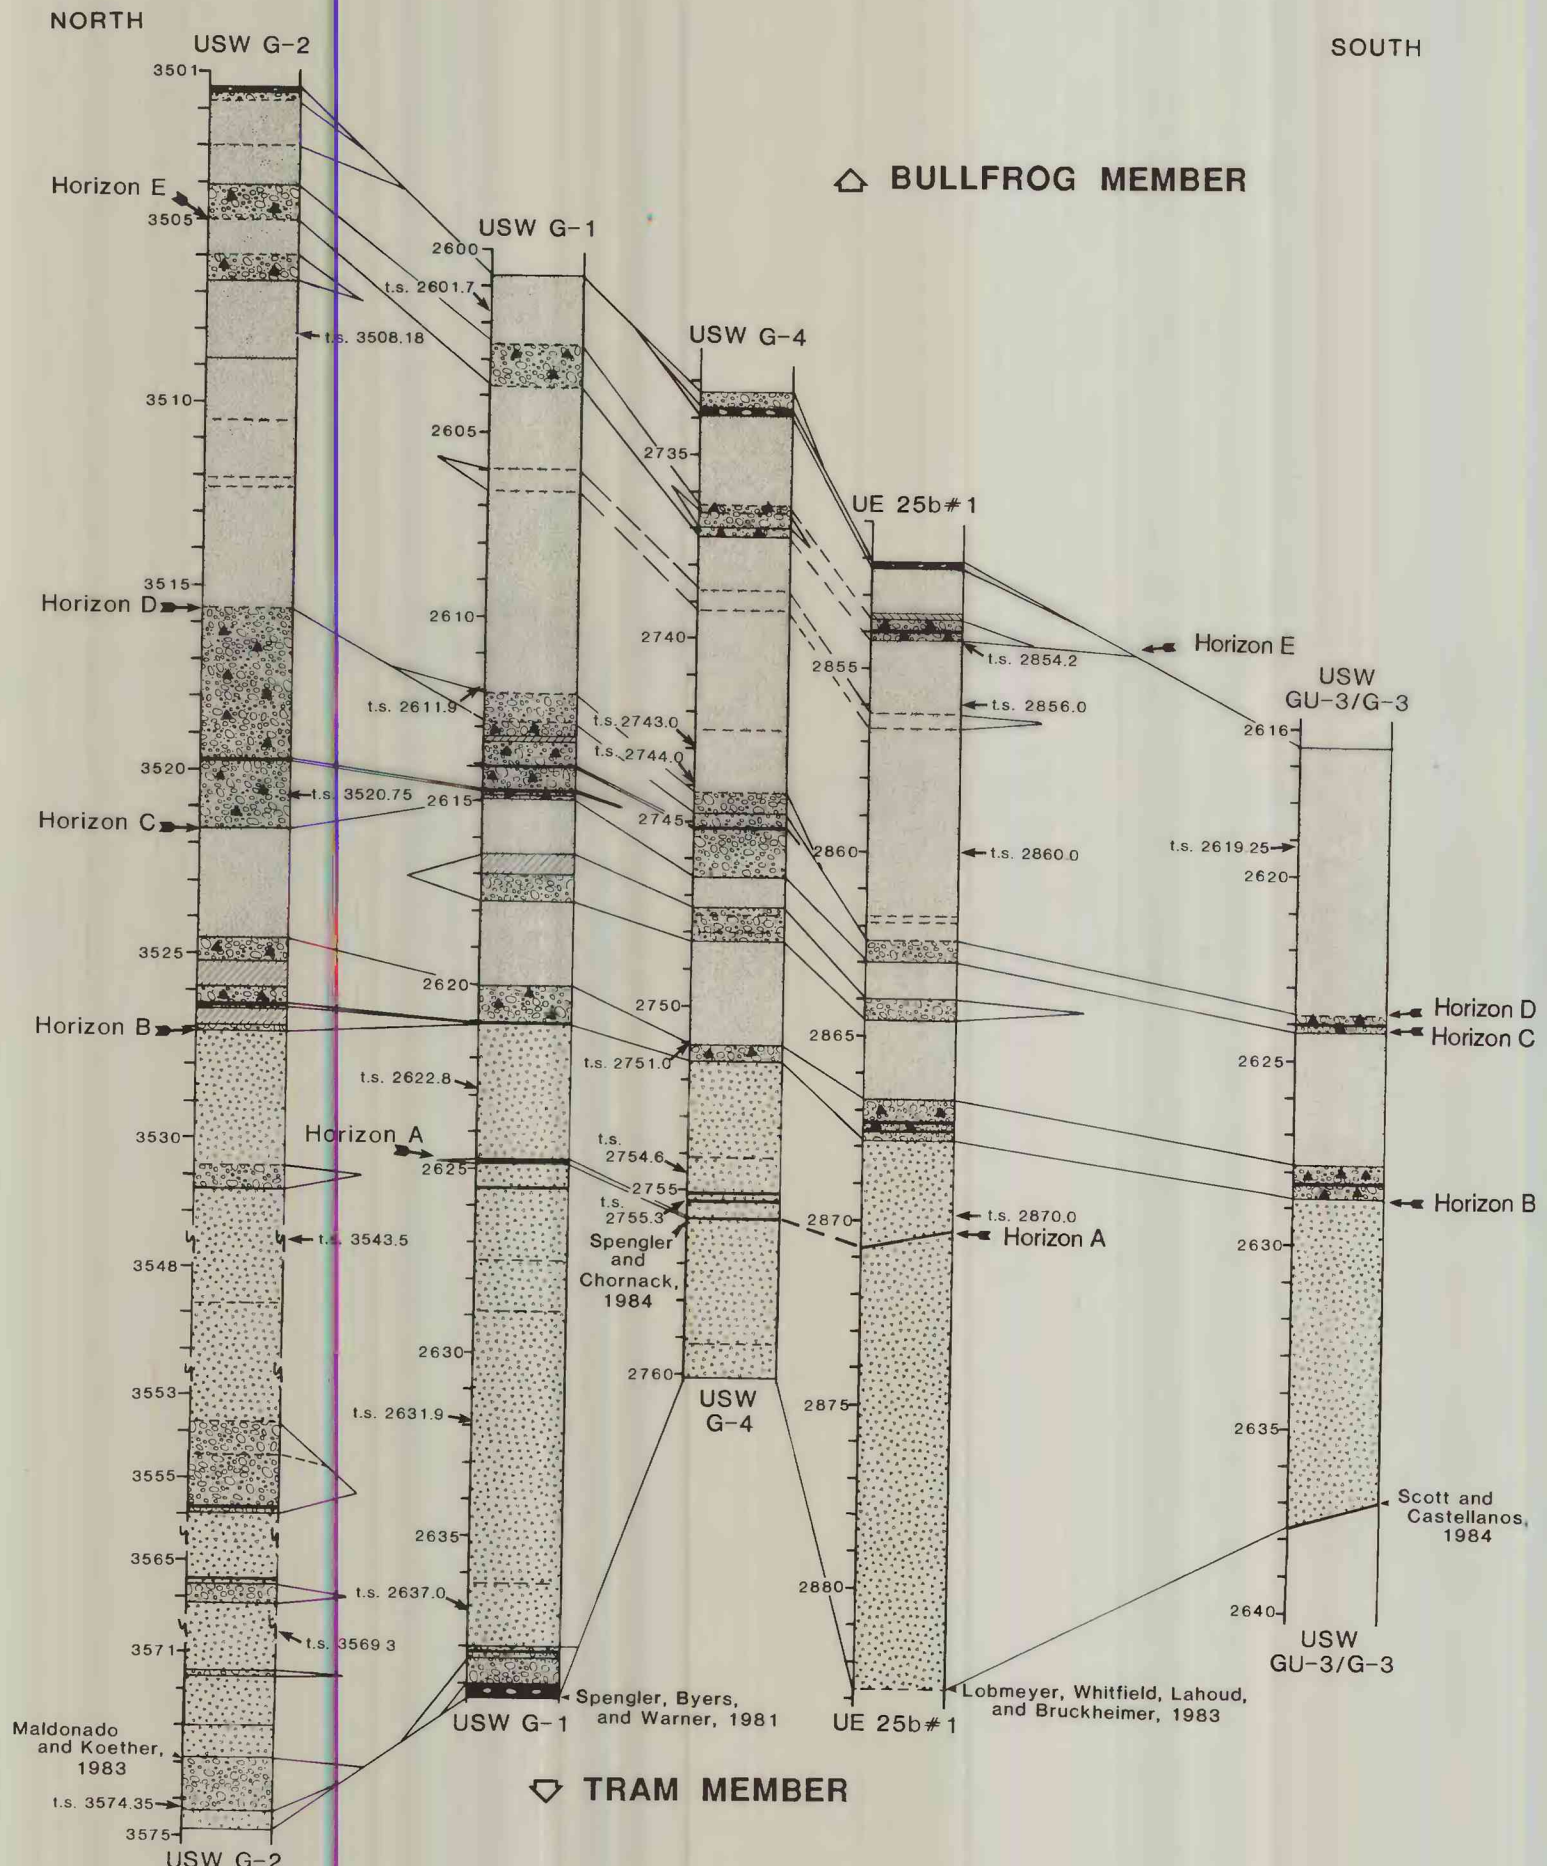 NORTH
SOUTH
USW G-2
3501
Horizon E
3505
t.s. 3508.18
3510
3515
Horizon D
3520
t.s. 3520.75
Horizon C
3525
Horizon B
3530
t.s. 3543.5
3548
3553
3555
3565
t.s. 3569 3
3571
Maldonado
and Koether,
1983
t.s. 3574.35
3575
USW G-2
△ BULLFROG MEMBER
USW G-1
2600
t.s. 2601.7
2605
2610
t.s. 2611.9
2615
2620
t.s. 2622.8
Horizon A
2625
2630
t.s. 2631.9
2635
t.s. 2637.0
Spengler, Byers,
and Warner, 1981
USW G-1
USW G-4
2735
2740
t.s. 2743.0
t.s. 2744.0
2745
2750
t.s. 2751.0
t.s.
2754.6
2755
t.s.
2755.3
Spengler
and
Chornack,
1984
2760
USW
G-4
UE 25b#1
t.s. 2854.2
2855
t.s. 2856.0
2860
t.s. 2860.0
2865
2870
t.s. 2870.0
Horizon A
2875
2880
Lobmeyer, Whitfield, Lahoud,
and Bruckheimer, 1983
UE 25b#1
Horizon E
USW
GU-3/G-3
2616
t.s. 2619.25
2620
Horizon D
Horizon C
2625
Horizon B
2630
2635
Scott and
Castellanos,
1984
2640
USW
GU-3/G-3
TRAM MEMBER